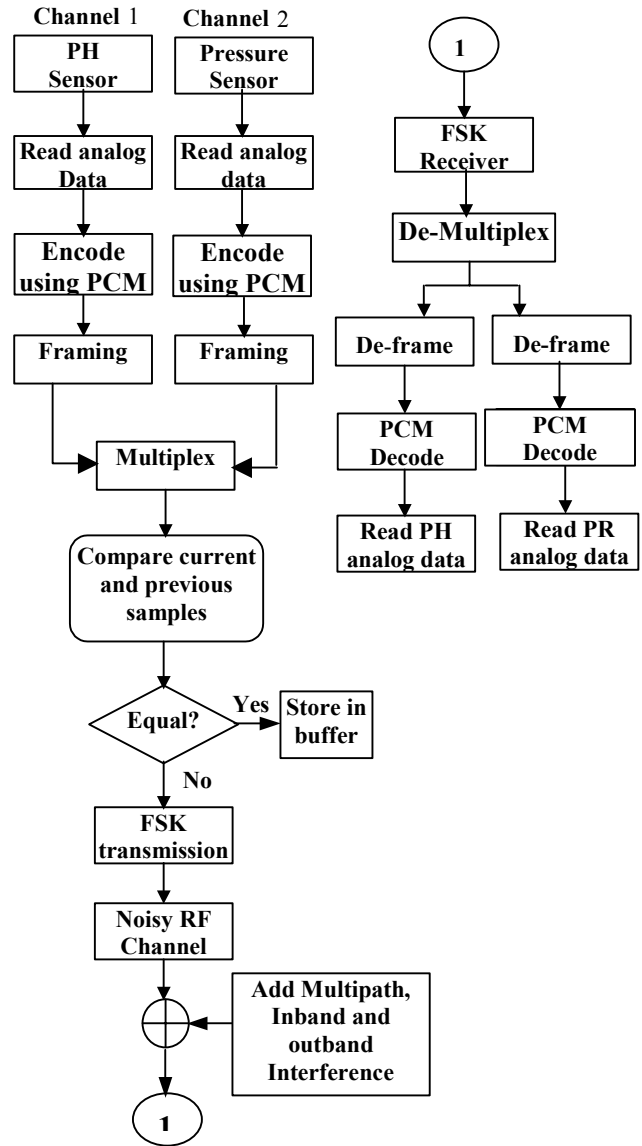 Channel 1
PH
Sensor
Read analog
Data
Encode
using PCM
Framing
Channel 2
Pressure
Sensor
Read analog
data
Encode
using PCM
Framing
Multiplex
Compare current
and previous
samples
Equal?
Yes
Store in
buffer
No
FSK
transmission
Noisy RF
Channel
Add Multipath,
Inband and
outband
Interference
1
1
FSK
Receiver
De-Multiplex
De-frame
PCM
Decode
Read PH
analog data
De-frame
PCM
Decode
Read PR
analog data